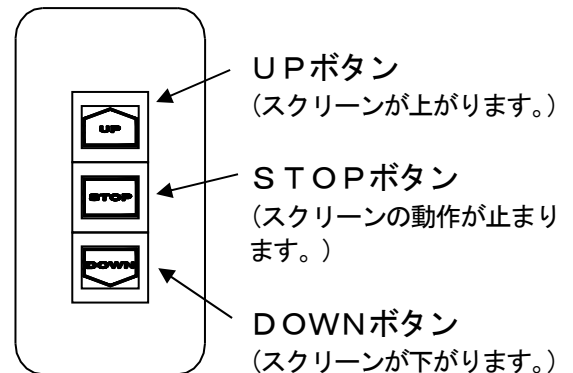 UPボタン
(スクリーンが上がります。)
UP
STOPボタン
(スクリーンの動作が止まり
ます。)
STOP
DOWNボタン
(スクリーンが下がります。)
DOWN